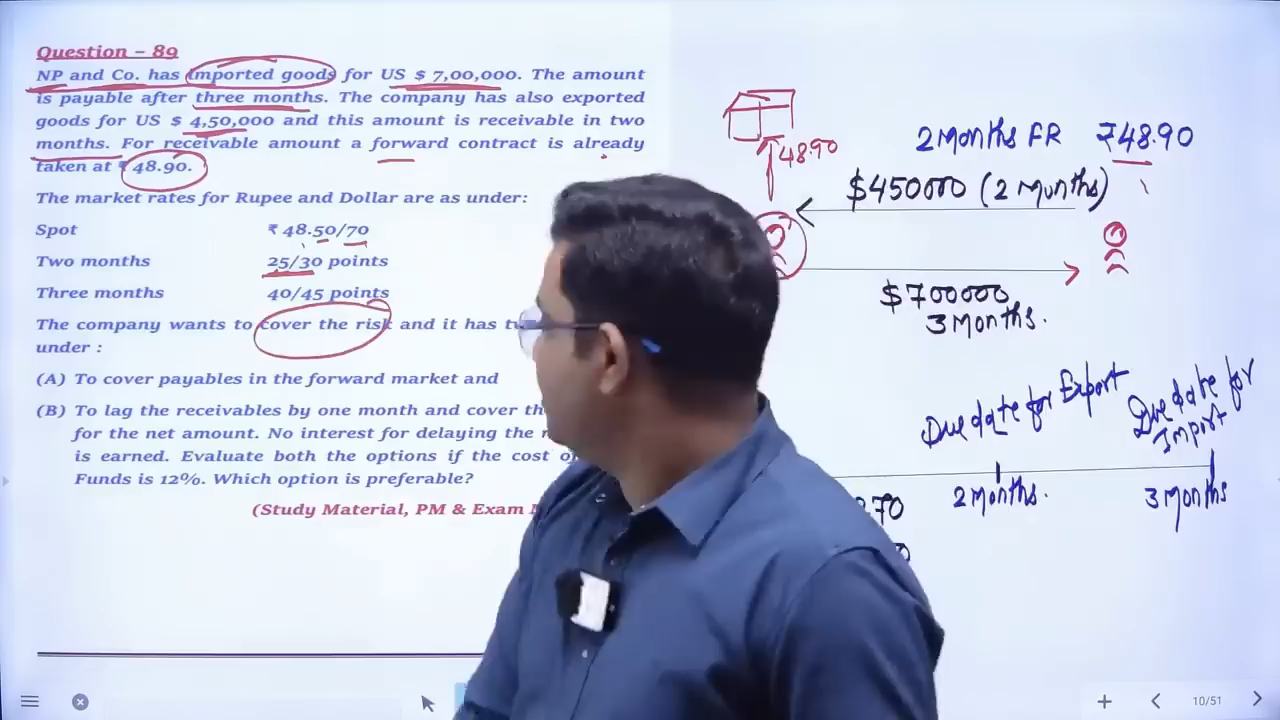 Question – 89
NP and Co. has imported goods for US $ 7,00,000. The amount
is payable after three months. The company has also exported
goods for US $ 4,50,000 and this amount is receivable in two
months. For receivable amount a forward contract is already
taken at ₹ 48.90.
The market rates for Rupee and Dollar are as under:
Spot ₹ 48.50/70
Two months 25/30 points
Three months 40/45 points
The company wants to cover the risk and it has
under :
(A) To cover payables in the forward market and
(B) To lag the receivables by one month and cover
for the net amount. No interest for delaying the
is earned. Evaluate both the options if the cost
Funds is 12%. Which option is preferable?
(Study Material, PM & Exam
48.90
2 Months FR ₹48.90
$450000 (2 Months)
$700000
3 Months.
Due date for Export
Due date for
Import
2 Months.
3 Months
70
10/51